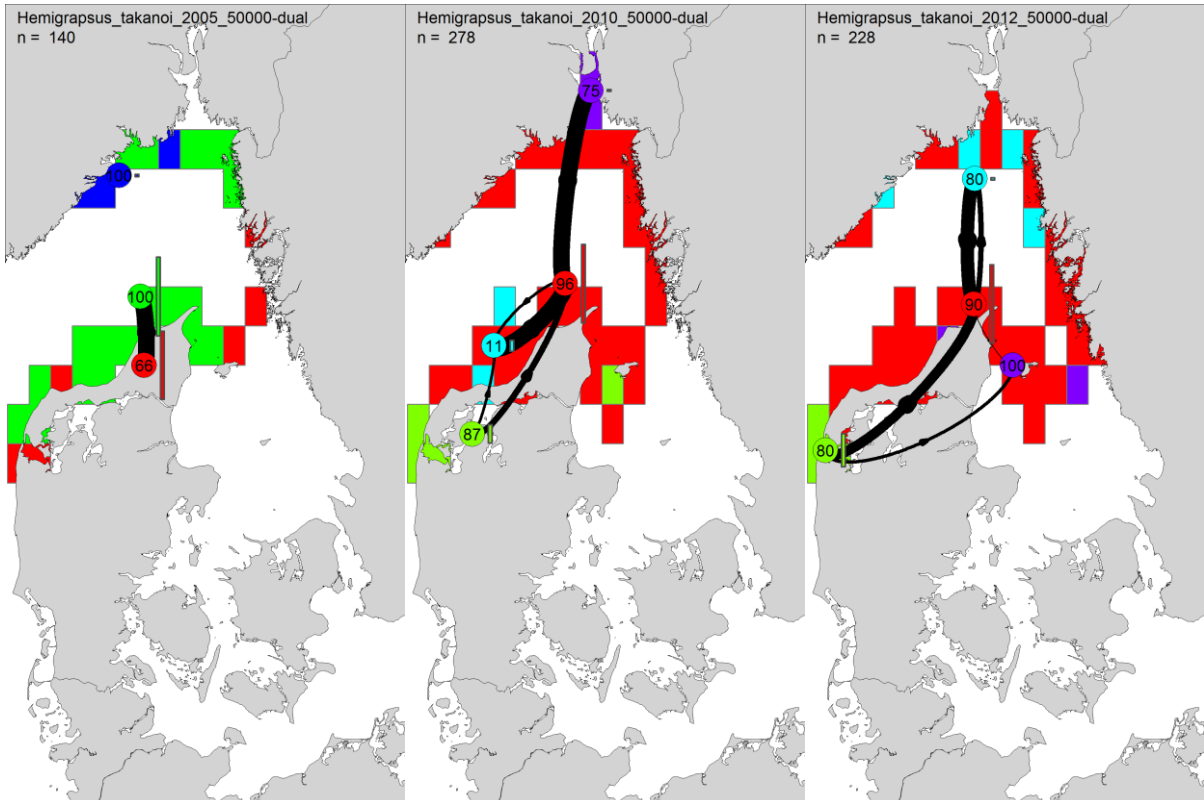 Hemigrapsus_takanoi_2005_50000-dual
n = 140
100
100
66
Hemigrapsus_takanoi_2010_50000-dual
n = 278
75
96
11
87
Hemigrapsus_takanoi_2012_50000-dual
n = 228
80
90
100
80